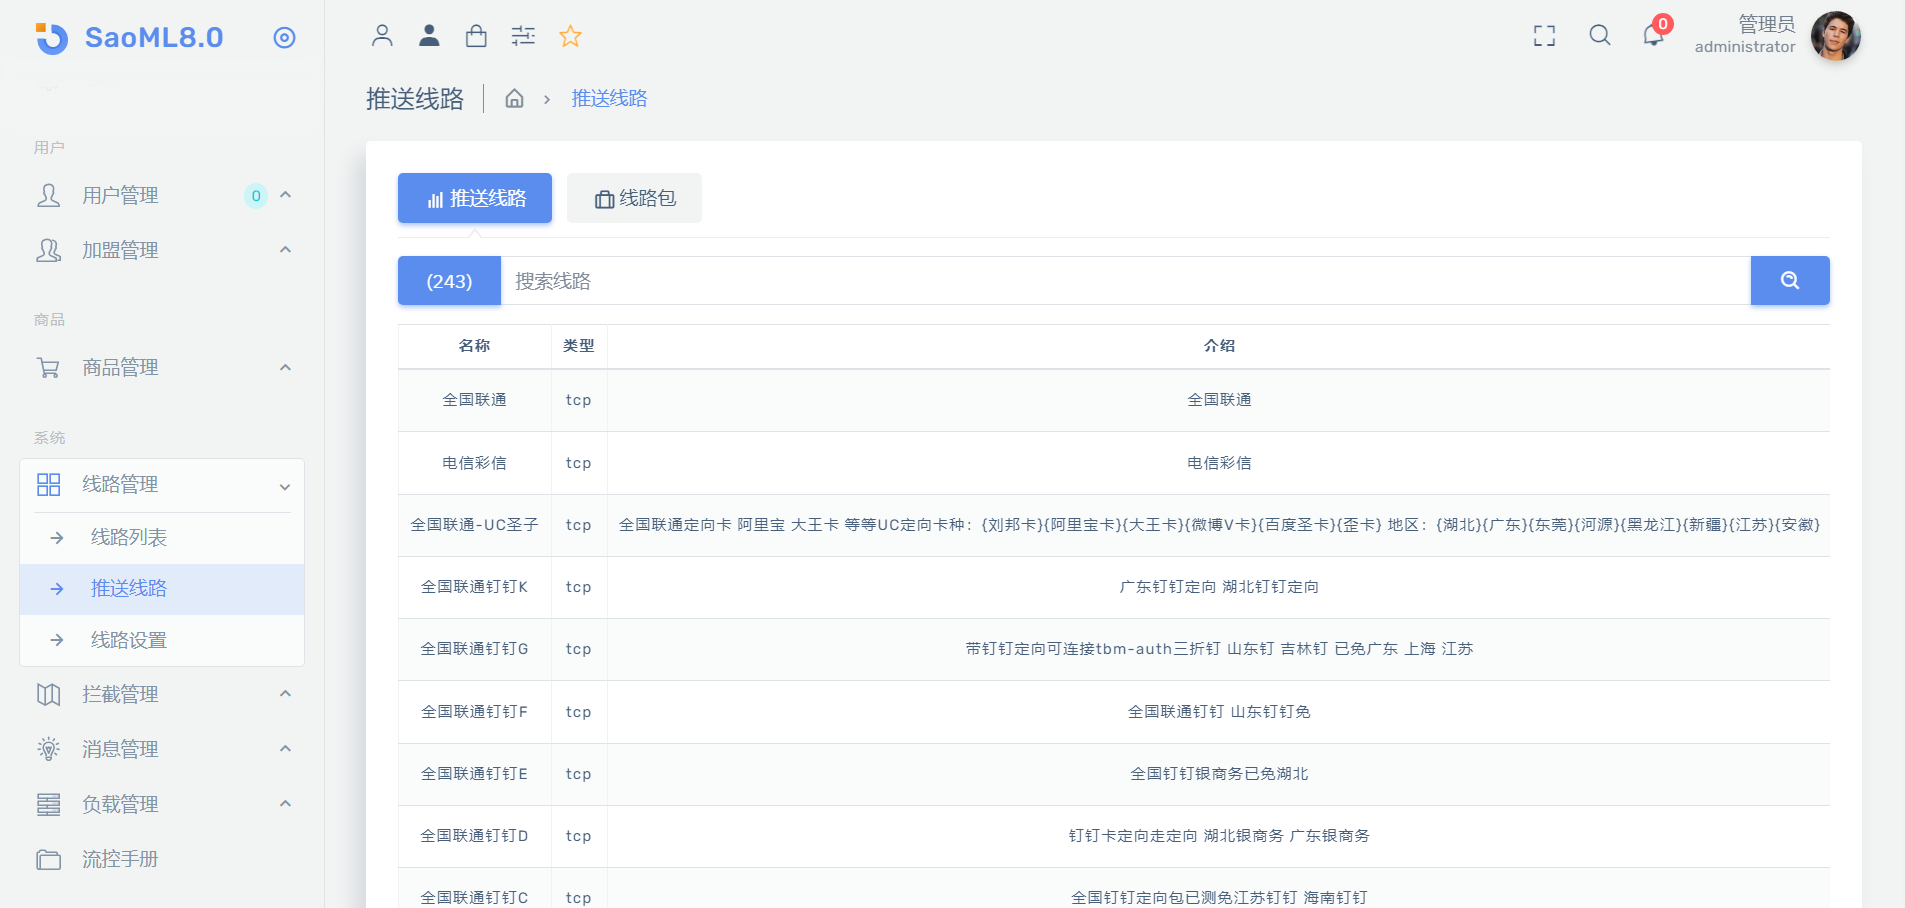 SaoML8.0
0
管理员
administrator
推送线路
推送线路
用户
用户管理
0
加盟管理
商品
商品管理
系统
线路管理
线路列表
推送线路
线路设置
拦截管理
消息管理
负载管理
流控手册
推送线路
线路包
(243)
搜索线路
名称 类型 介绍
全国联通 tcp 全国联通
电信彩信 tcp 电信彩信
全国联通-UC圣子 tcp 全国联通定向卡 阿里宝 大王卡 等等UC定向卡种：{刘邦卡}{阿里宝卡}{大王卡}{微博V卡}{百度圣卡}{歪卡} 地区：{湖北}{广东}{东莞}{河源}{黑龙江}{新疆}{江苏}{安徽}
全国联通钉钉K tcp 广东钉钉定向 湖北钉钉定向
全国联通钉钉G tcp 带钉钉定向可连接tbm-auth三折钉 山东钉 吉林钉 已免广东 上海 江苏
全国联通钉钉F tcp 全国联通钉钉 山东钉钉免
全国联通钉钉E tcp 全国钉钉银商务已免湖北
全国联通钉钉D tcp 钉钉卡定向走定向 湖北银商务 广东银商务
全国联通钉钉C tcp 全国钉钉定向包已测免江苏钉钉 海南钉钉